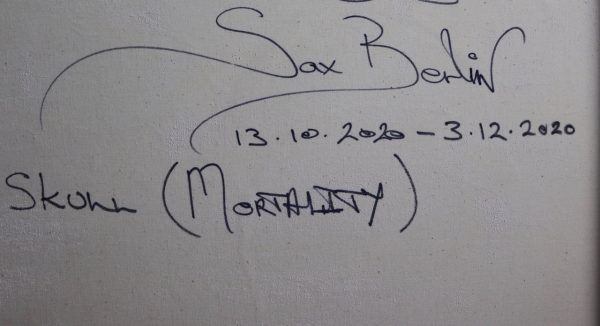 Sax Berlin
13.10.2020 – 3.12.2020
Skull (Mortality)